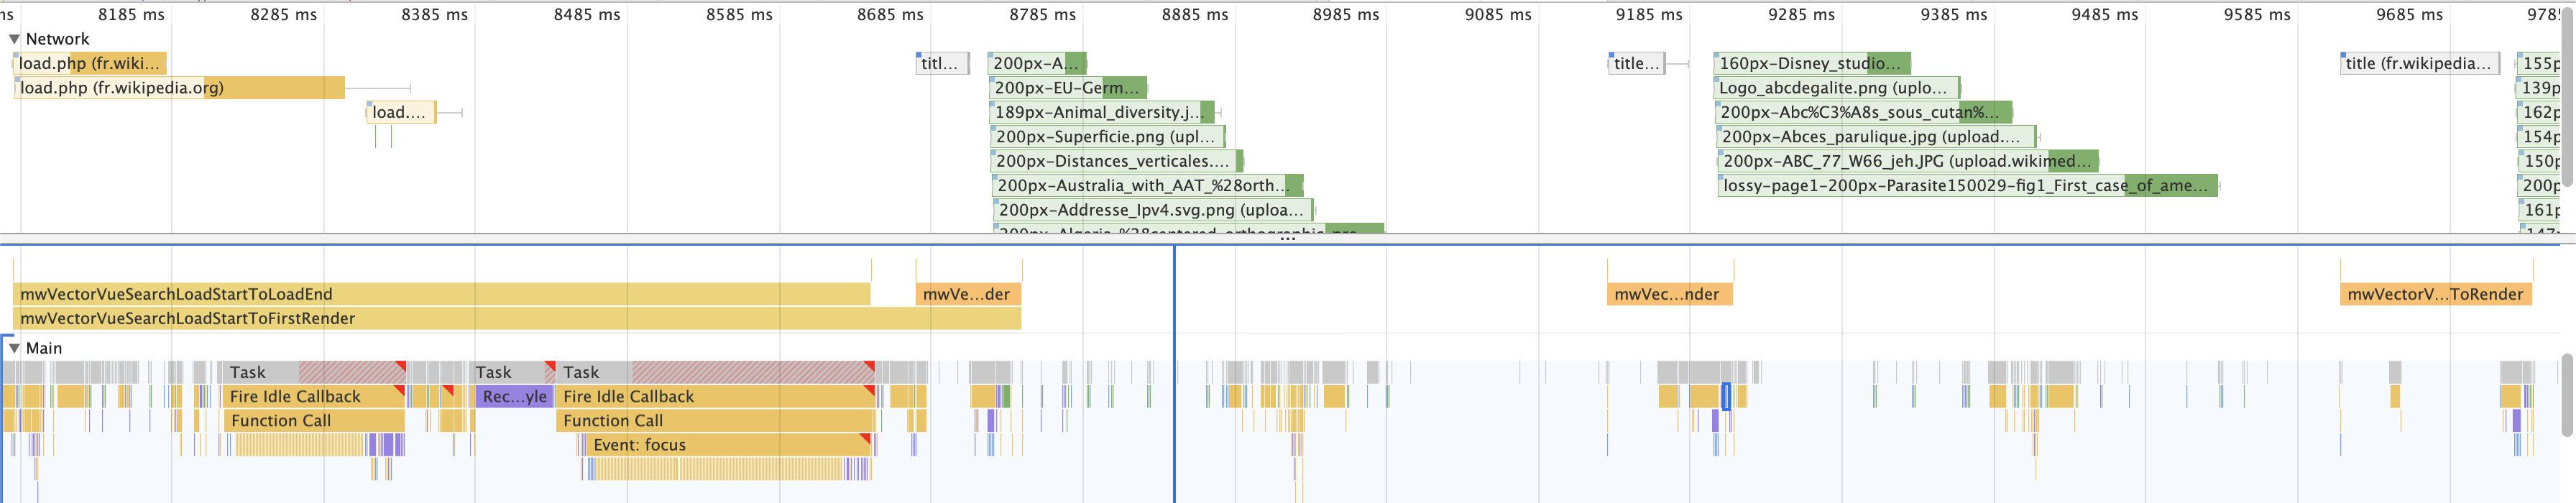 ms 8185 ms 8285 ms 8385 ms 8485 ms 8585 ms 8685 ms 8785 ms 8885 ms 8985 ms 9085 ms 9185 ms 9285 ms 9385 ms 9485 ms 9585 ms 9685 ms 9785
Network
load.php (fr.wiki… titl… 200px-A… title… 160px-Disney_studio… title (fr.wikipedia… 155p
load.php (fr.wikipedia.org) 200px-EU-Germ… Logo_abcdegalite.png (uplo… 139p
load.… 189px-Animal_diversity.j… 200px-Abc%C3%A8s_sous_cutan%… 162p
200px-Superficie.png (upl… 200px-Abces_parulique.jpg (upload.… 154p
200px-Distances_verticales.… 200px-ABC_77_W66_jeh.JPG (upload.wikimed… 150p
200px-Australia_with_AAT_%28orth… lossy-page1-200px-Parasite150029-fig1_First_case_of_ame… 200p
200px-Addresse_Ipv4.svg.png (uploa… 161p
200px-Algeria_%28centered_orthographic_pro… 147
…
mwVectorVueSearchLoadStartToLoadEnd mwVe…der mwVec…nder mwVectorV…ToRender
mwVectorVueSearchLoadStartToFirstRender
Main
Task Task Task
Fire Idle Callback Rec…yle Fire Idle Callback
Function Call Function Call
Event: focus